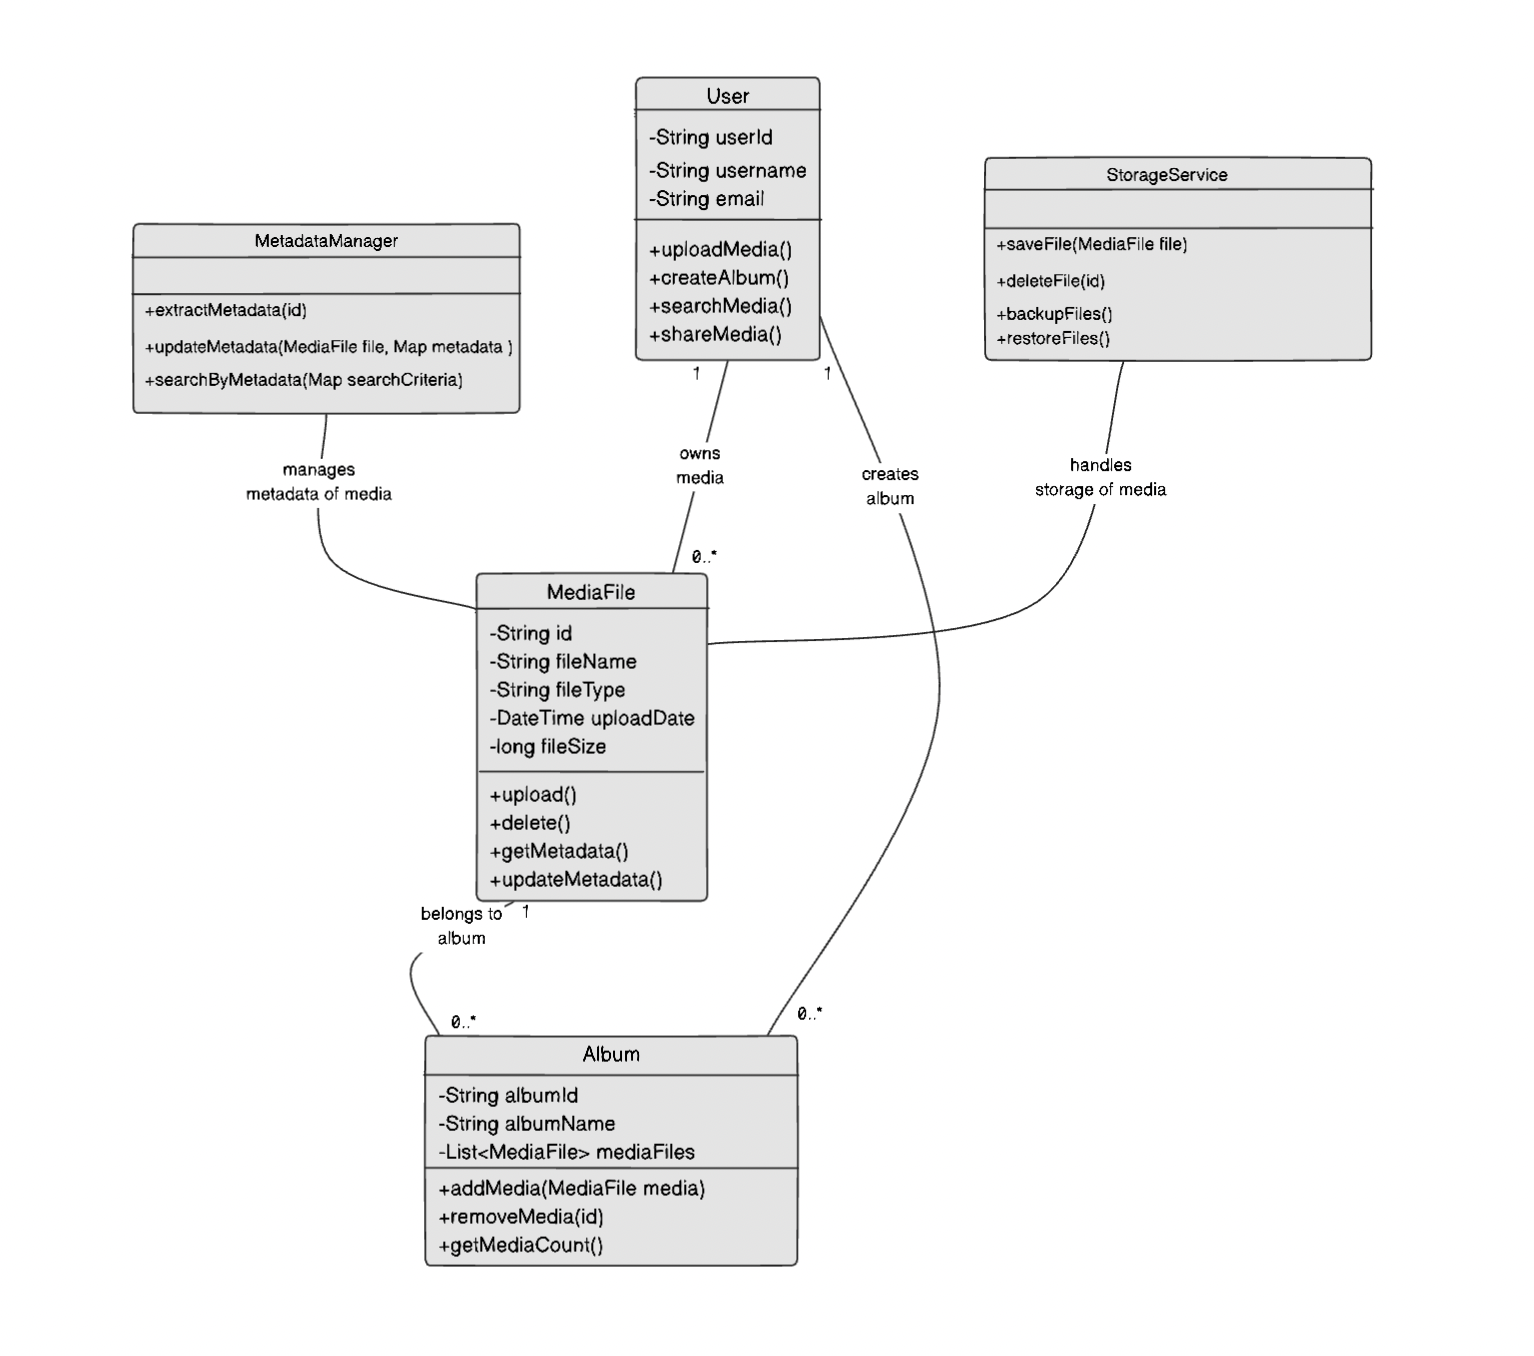 User
-String userId
-String username
-String email
+uploadMedia()
+createAlbum()
+searchMedia()
+shareMedia()
StorageService
+saveFile(MediaFile file)
+deleteFile(id)
+backupFiles()
+restoreFiles()
MetadataManager
+extractMetadata(id)
+updateMetadata(MediaFile file, Map metadata )
+searchByMetadata(Map searchCriteria)
1
1
manages
metadata of media
owns
media
creates
album
handles
storage of media
0..*
MediaFile
-String id
-String fileName
-String fileType
-DateTime uploadDate
-long fileSize
+upload()
+delete()
+getMetadata()
+updateMetadata()
1
belongs to
album
0..*
0..*
Album
-String albumId
-String albumName
-List<MediaFile> mediaFiles
+addMedia(MediaFile media)
+removeMedia(id)
+getMediaCount()